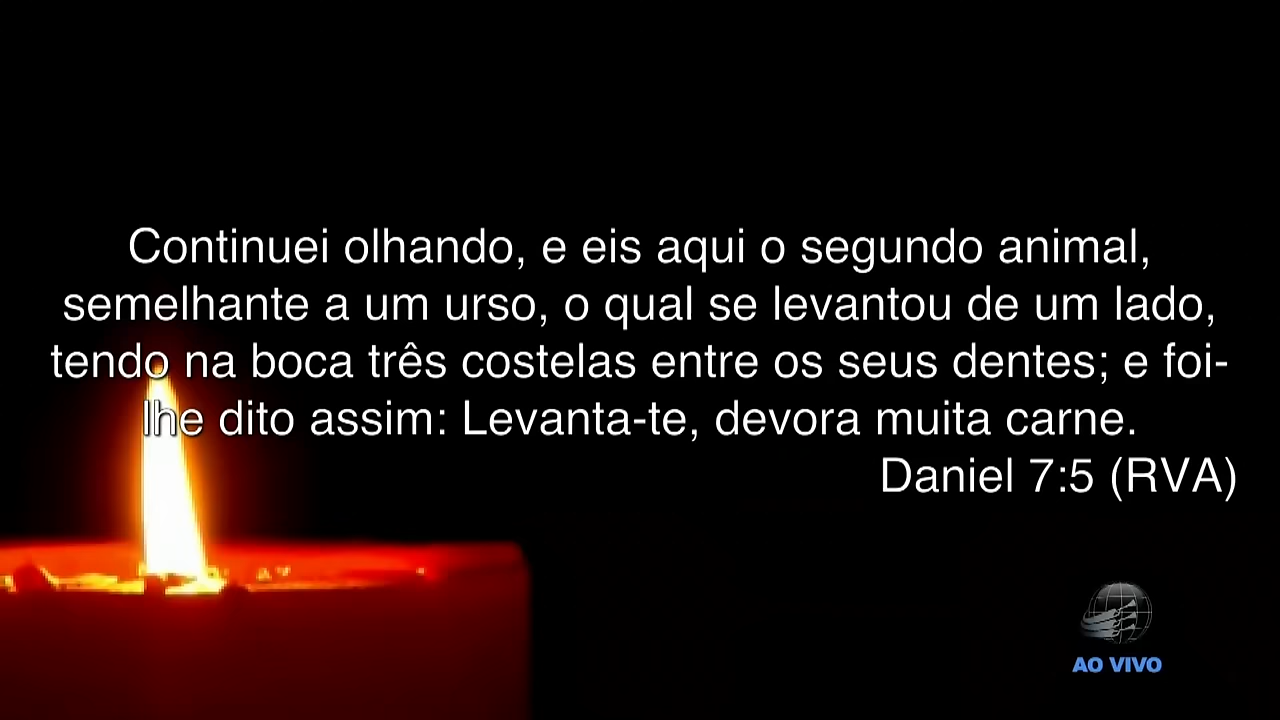 Continuei olhando, e eis aqui o segundo animal,
semelhante a um urso, o qual se levantou de um lado,
tendo na boca três costelas entre os seus dentes; e foi-
lhe dito assim: Levanta-te, devora muita carne.
Daniel 7:5 (RVA)
AO VIVO